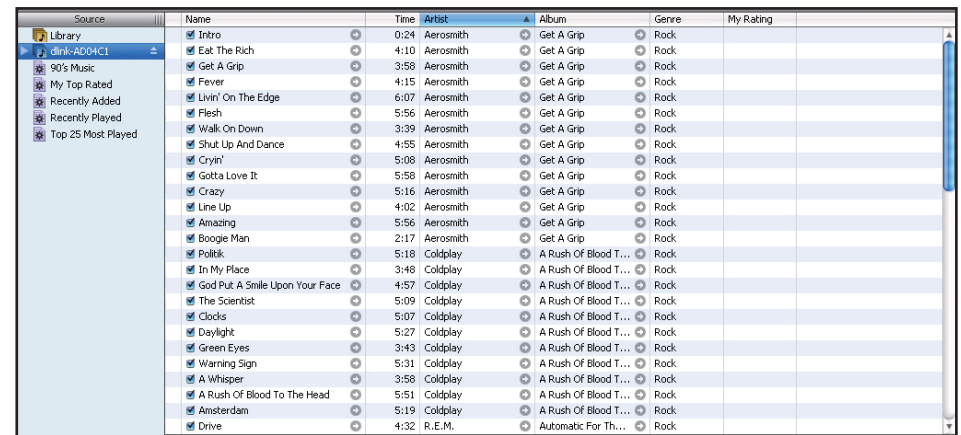 Source Name Time Artist Album Genre My Rating
Library Intro 0:24 Aerosmith Get A Grip Rock
dlink-AD04C1 Eat The Rich 4:10 Aerosmith Get A Grip Rock
90's Music Get A Grip 3:58 Aerosmith Get A Grip Rock
My Top Rated Fever 4:15 Aerosmith Get A Grip Rock
Recently Added Livin' On The Edge 6:07 Aerosmith Get A Grip Rock
Recently Played Flesh 5:56 Aerosmith Get A Grip Rock
Top 25 Most Played Walk On Down 3:39 Aerosmith Get A Grip Rock
Shut Up And Dance 4:55 Aerosmith Get A Grip Rock
Cryin' 5:08 Aerosmith Get A Grip Rock
Gotta Love It 5:58 Aerosmith Get A Grip Rock
Crazy 5:16 Aerosmith Get A Grip Rock
Line Up 4:02 Aerosmith Get A Grip Rock
Amazing 5:56 Aerosmith Get A Grip Rock
Boogie Man 2:17 Aerosmith Get A Grip Rock
Politik 5:18 Coldplay A Rush Of Blood T... Rock
In My Place 3:48 Coldplay A Rush Of Blood T... Rock
God Put A Smile Upon Your Face 4:57 Coldplay A Rush Of Blood T... Rock
The Scientist 5:09 Coldplay A Rush Of Blood T... Rock
Clocks 5:07 Coldplay A Rush Of Blood T... Rock
Daylight 5:27 Coldplay A Rush Of Blood T... Rock
Green Eyes 3:43 Coldplay A Rush Of Blood T... Rock
Warning Sign 5:31 Coldplay A Rush Of Blood T... Rock
A Whisper 3:58 Coldplay A Rush Of Blood T... Rock
A Rush Of Blood To The Head 5:51 Coldplay A Rush Of Blood T... Rock
Amsterdam 5:19 Coldplay A Rush Of Blood T... Rock
Drive 4:32 R.E.M. Automatic For Th... Rock